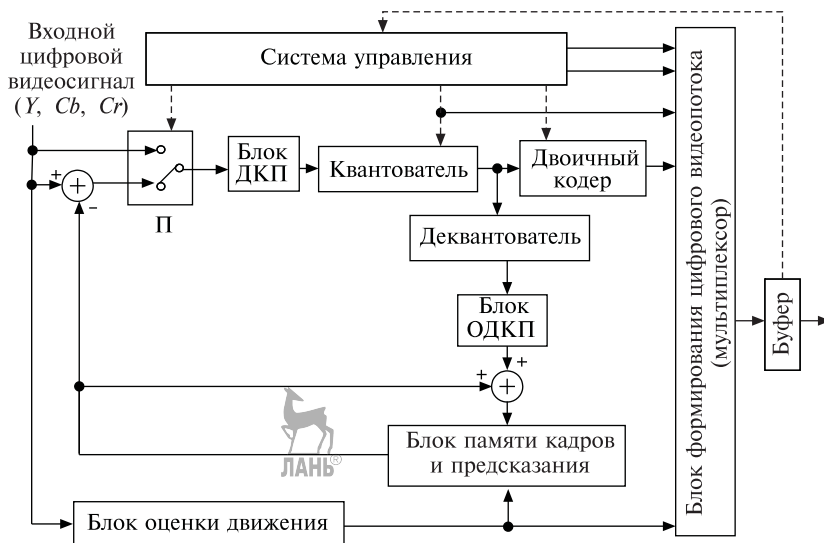 Входной
цифровой
видеосигнал
(Y, Cb, Cr)
Система управления
+
+
−
П
Блок
ДКП
Квантователь
Двоичный
кодер
Деквантователь
Блок
ОДКП
+
+
+
Блок памяти кадров
и предсказания
ЛАНЬ®
Блок оценки движения
Блок формирования цифрового видеопотока
(мультиплексор)
Буфер